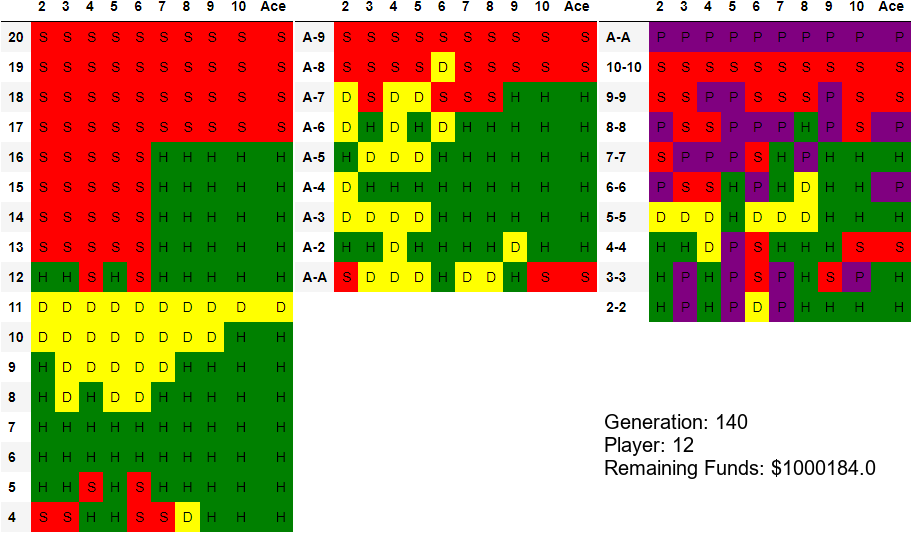 2 3 4 5 6 7 8 9 10 Ace
20 S S S S S S S S S S
19 S S S S S S S S S S
18 S S S S S S S S S S
17 S S S S S S S S S S
16 S S S S S H H H H H
15 S S S S S H H H H H
14 S S S S S H H H H H
13 S S S S S H H H H H
12 H H S H S H H H H H
11 D D D D D D D D D D
10 D D D D D D D D H H
9 H D D D D D H H H H
8 H D H D D H H H H H
7 H H H H H H H H H H
6 H H H H H H H H H H
5 H H S H S H H H H H
4 S S H H S S D H H H
2 3 4 5 6 7 8 9 10 Ace
A-9 S S S S S S S S S S
A-8 S S S S D S S S S S
A-7 D S D D S S S H H H
A-6 D H D H D H H H H H
A-5 H D D D H H H H H H
A-4 D H H H H H H H H H
A-3 D D D D H H H H H H
A-2 H H D H H H H D H H
A-A S D D D H D D H S S
2 3 4 5 6 7 8 9 10 Ace
A-A P P P P P P P P P P
10-10 S S S S S S S S S S
9-9 S S P P S S S P S S
8-8 P S S P P P H P S P
7-7 S P P P S H P H H H
6-6 P S S H P H D H H P
5-5 D D D H D D D H H H
4-4 H H D P S H H H S S
3-3 H P H P S P H S P H
2-2 H P H P D P H H H H
Generation: 140
Player: 12
Remaining Funds: $1000184.0